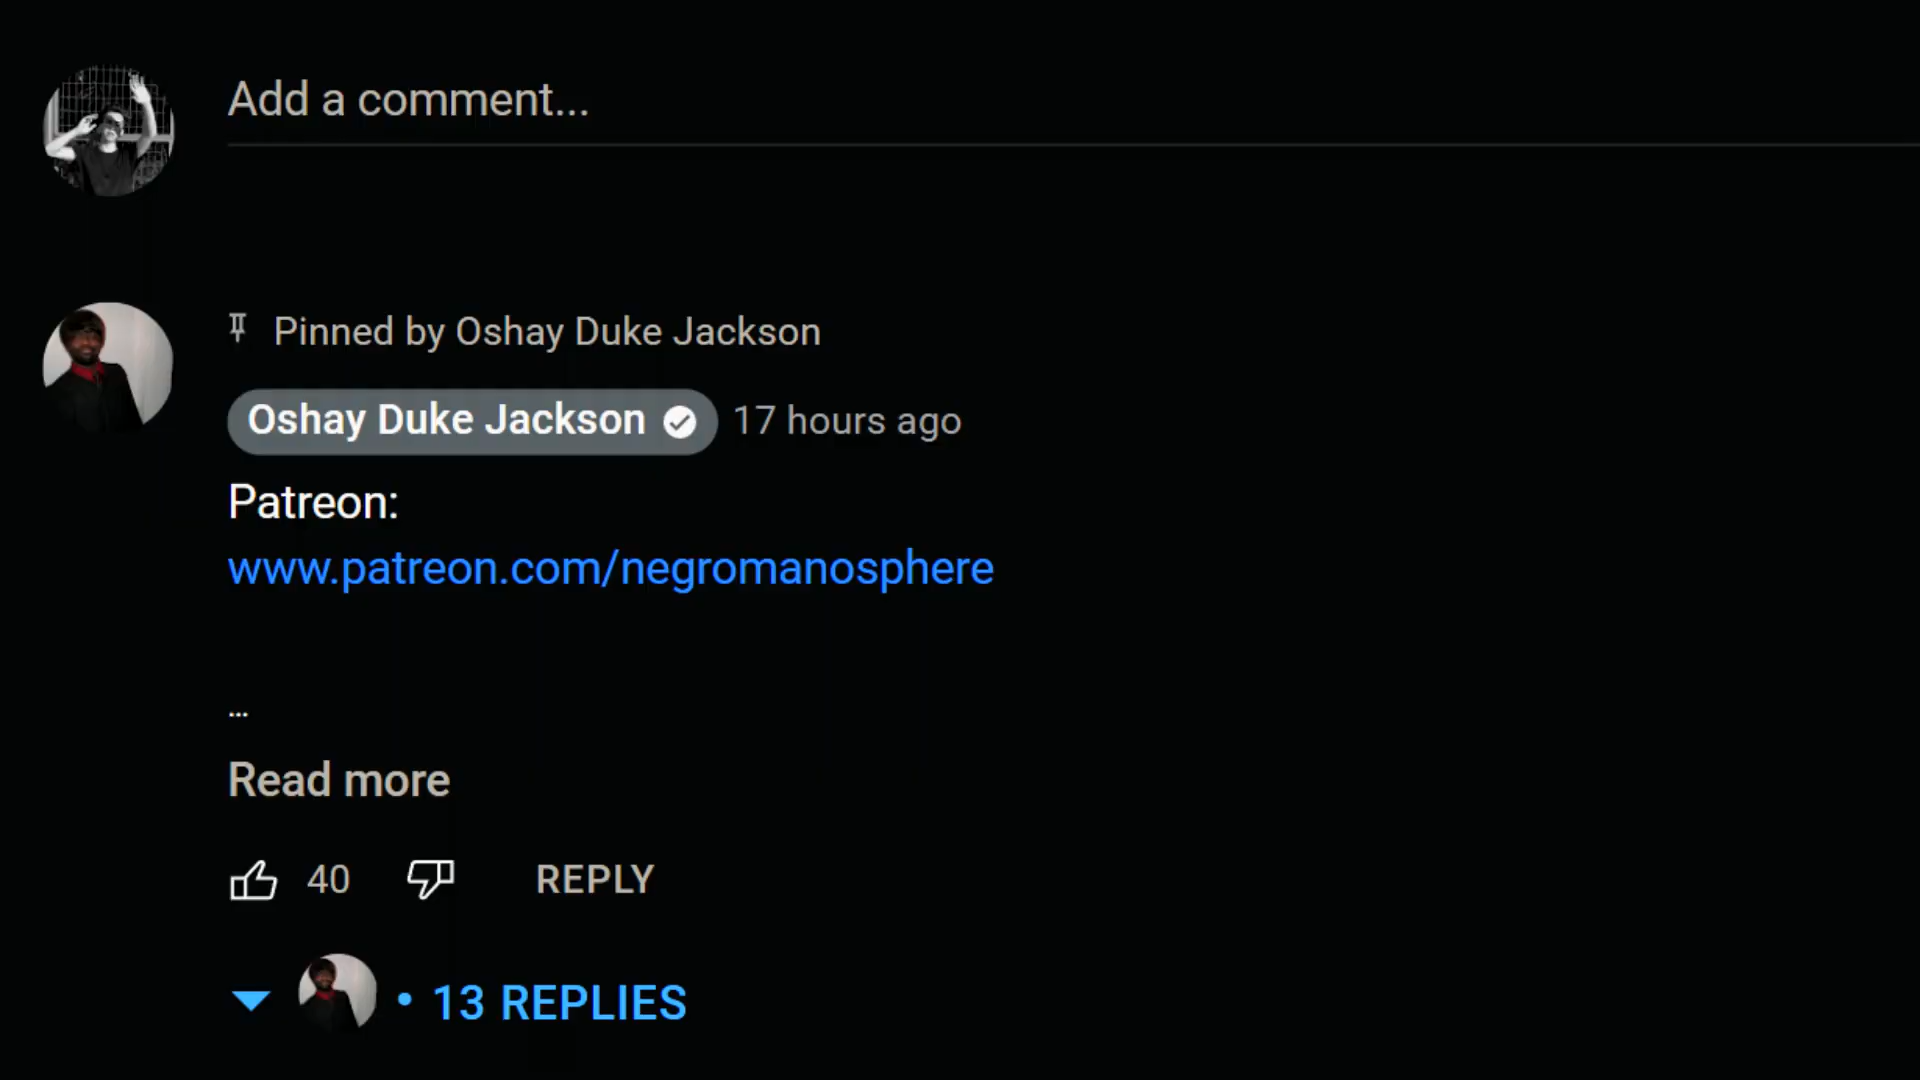 Add a comment...
Pinned by Oshay Duke Jackson
Oshay Duke Jackson 17 hours ago
Patreon:
www.patreon.com/negromanosphere
...
Read more
40 REPLY
• 13 REPLIES